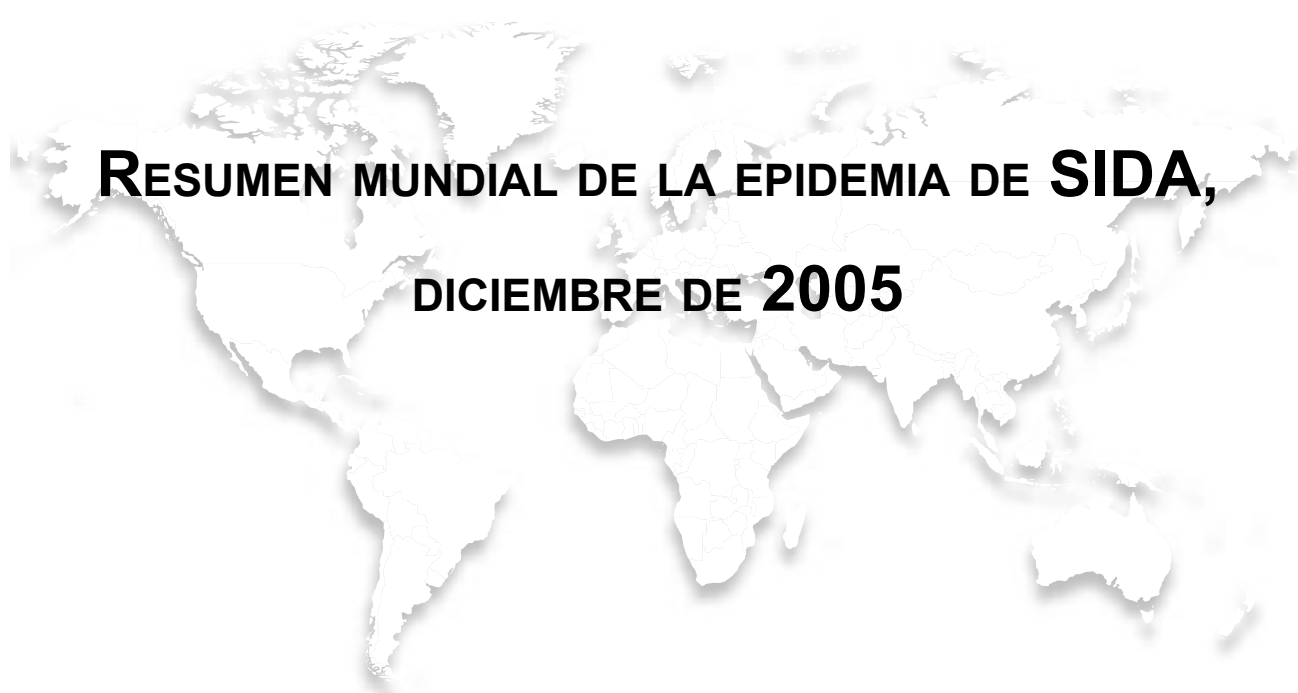 RESUMEN MUNDIAL DE LA EPIDEMIA DE SIDA,
DICIEMBRE DE 2005